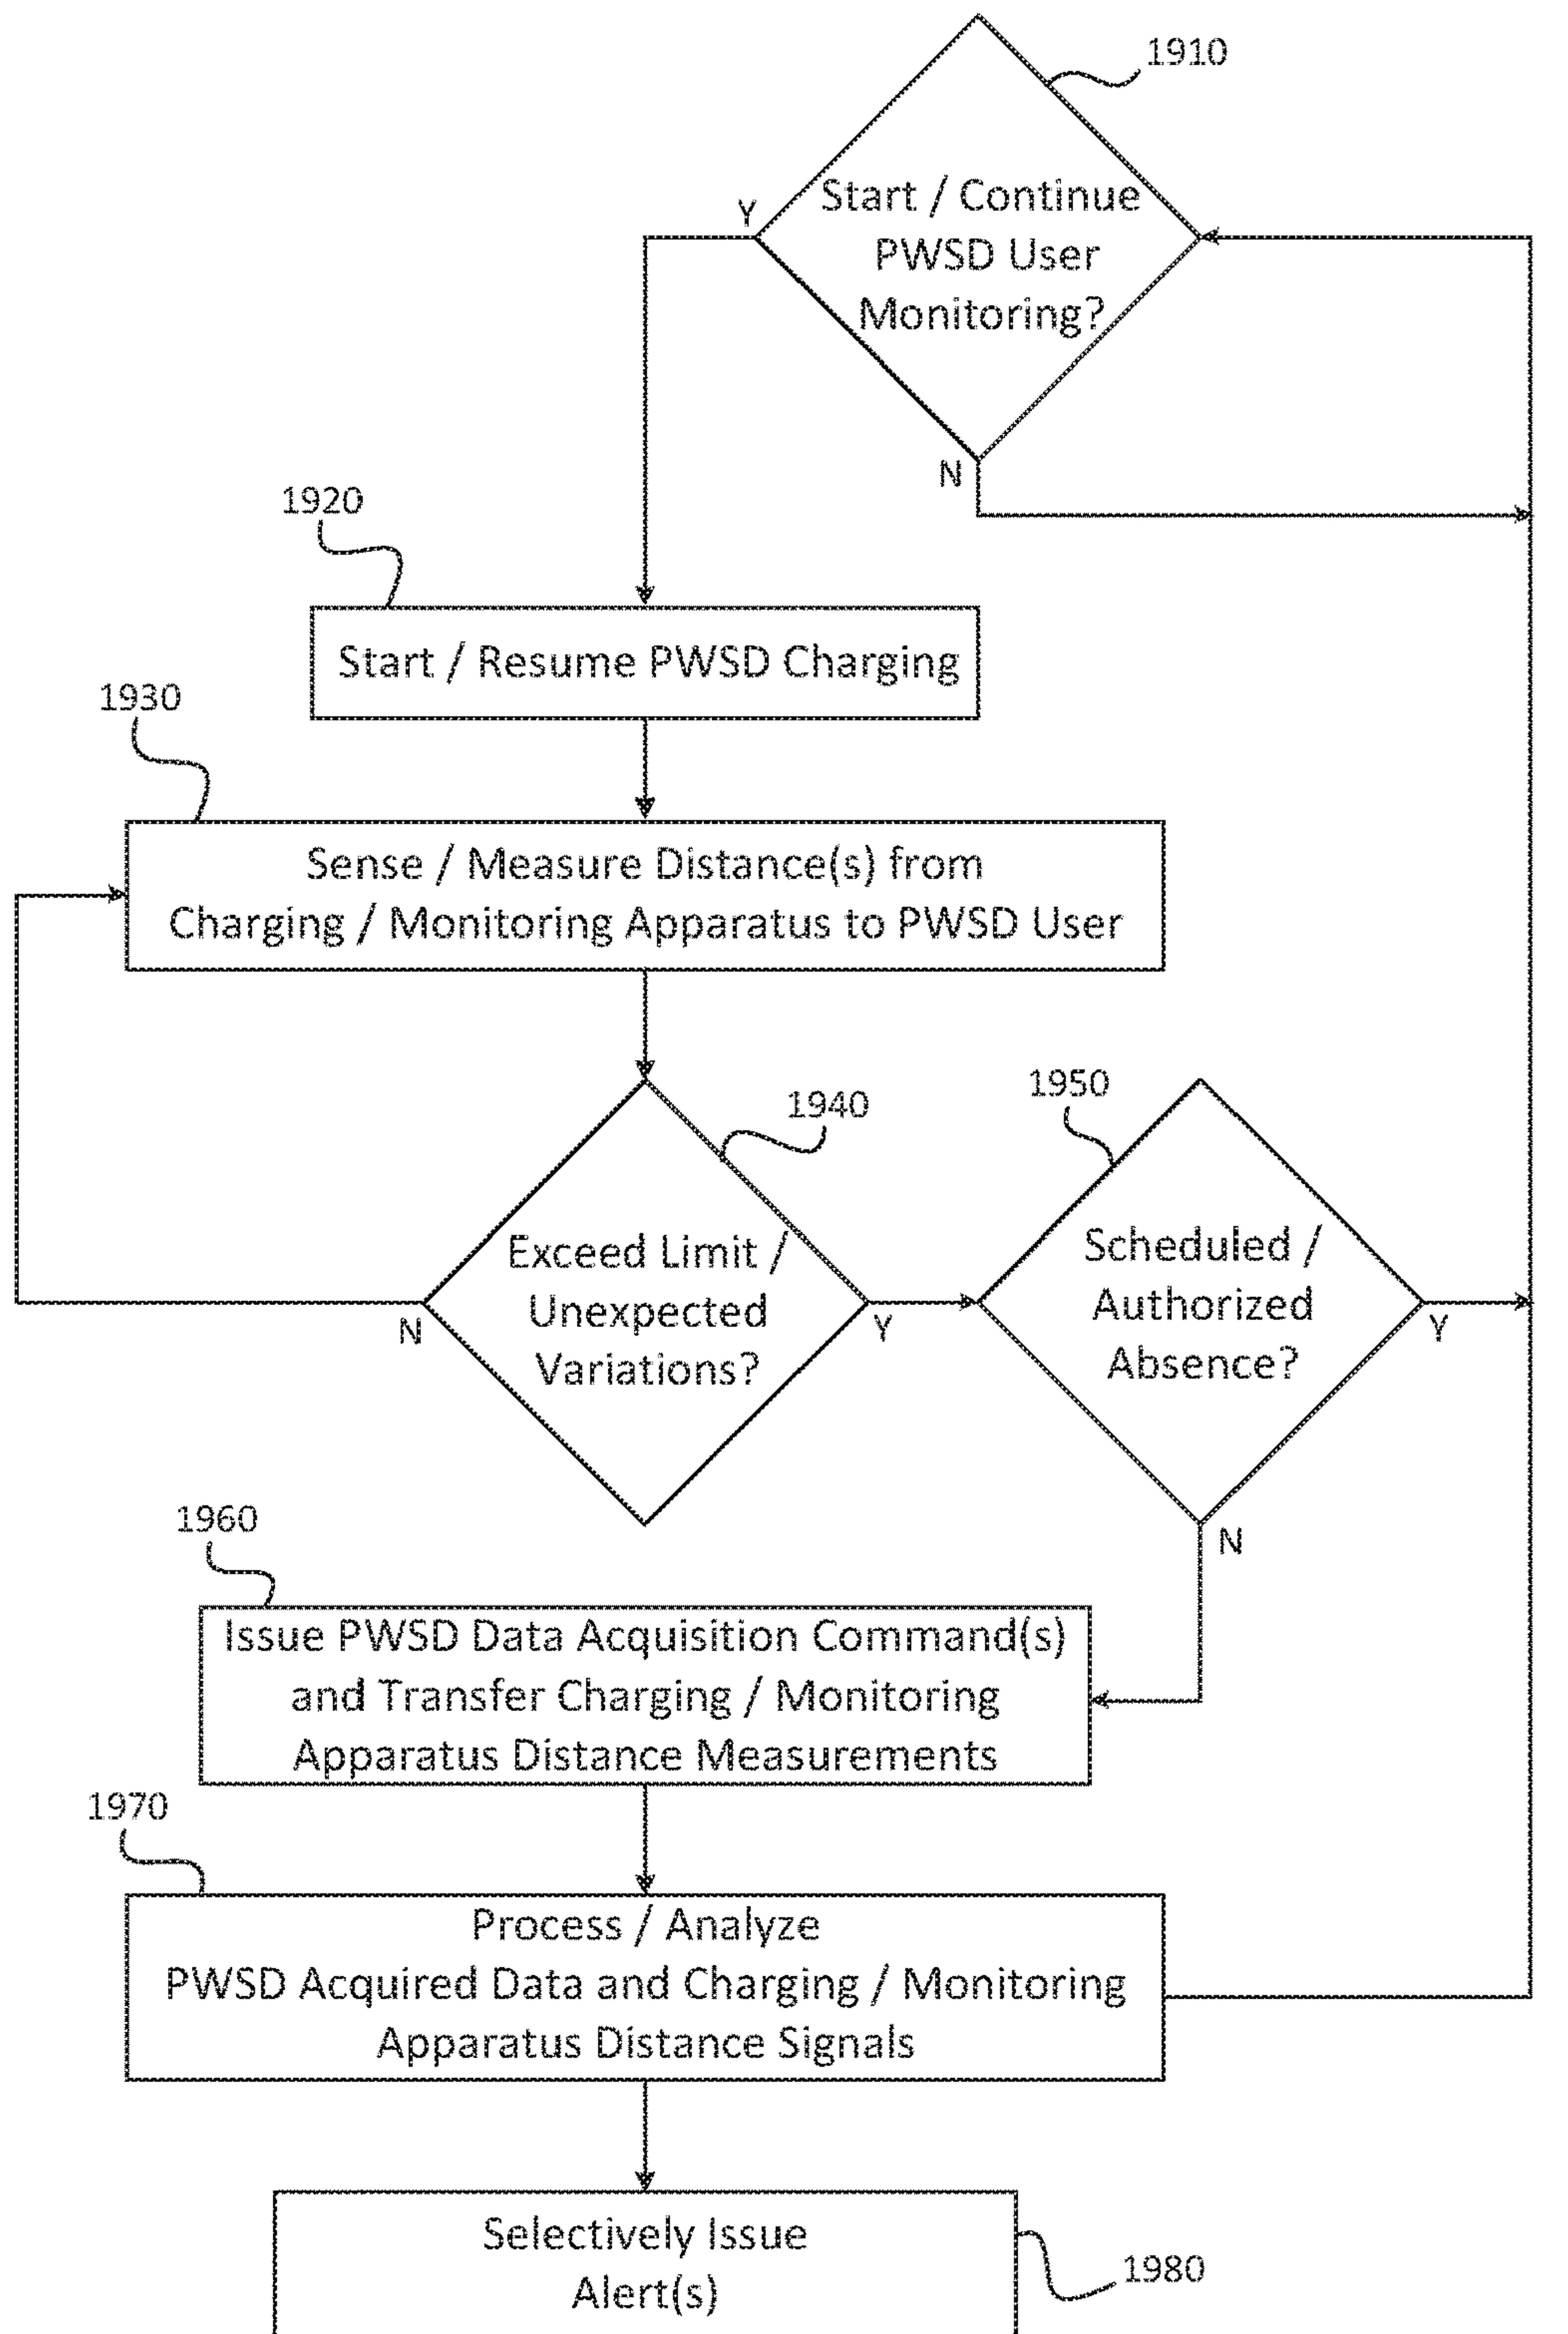 1910
Start / Continue
PWSD User
Monitoring?
Y
N
1920
Start / Resume PWSD Charging
1930
Sense / Measure Distance(s) from
Charging / Monitoring Apparatus to PWSD User
1940
Exceed Limit /
Unexpected
Variations?
N
Y
1950
Scheduled /
Authorized
Absence?
Y
N
1960
Issue PWSD Data Acquisition Command(s)
and Transfer Charging / Monitoring
Apparatus Distance Measurements
1970
Process / Analyze
PWSD Acquired Data and Charging / Monitoring
Apparatus Distance Signals
Selectively Issue
Alert(s)
1980